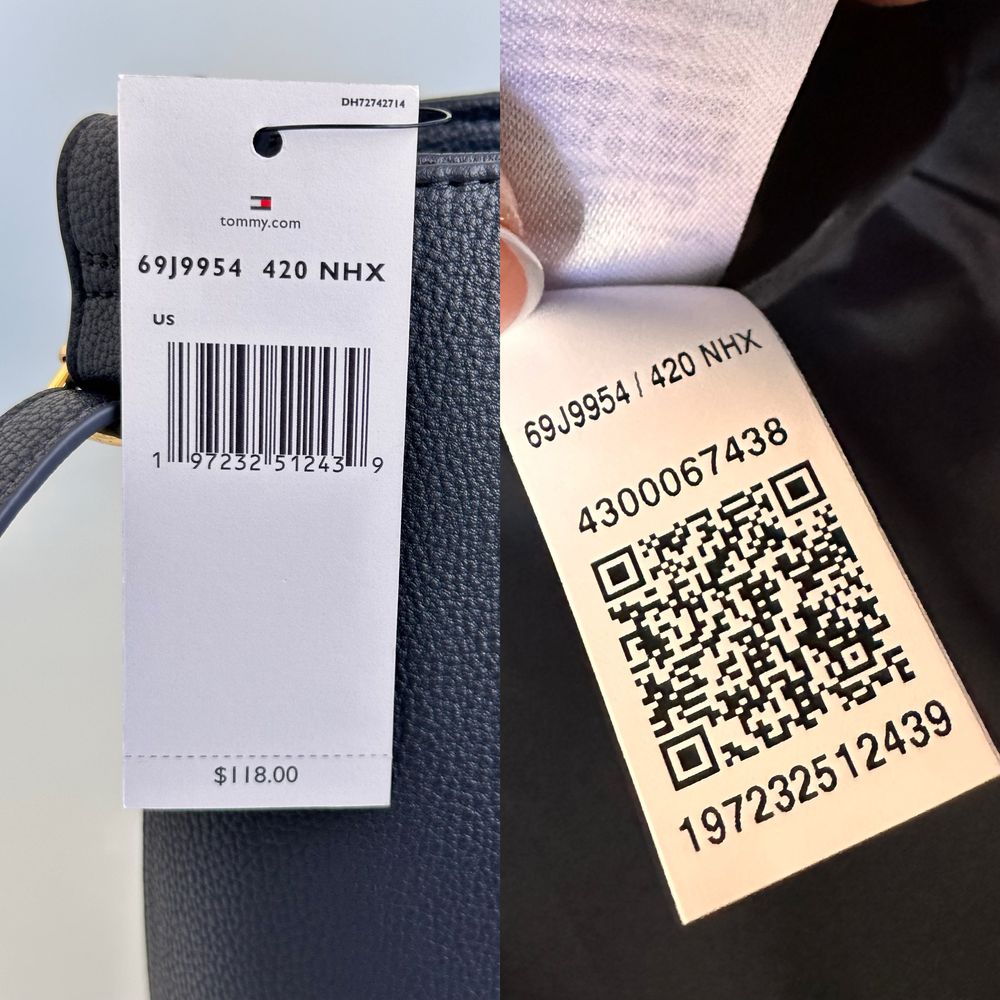 DH72742714
tommy.com
69J9954 420 NHX
US
1 97232 51243 9
$118.00
69J9954 / 420 NHX
4300067438
197232512439